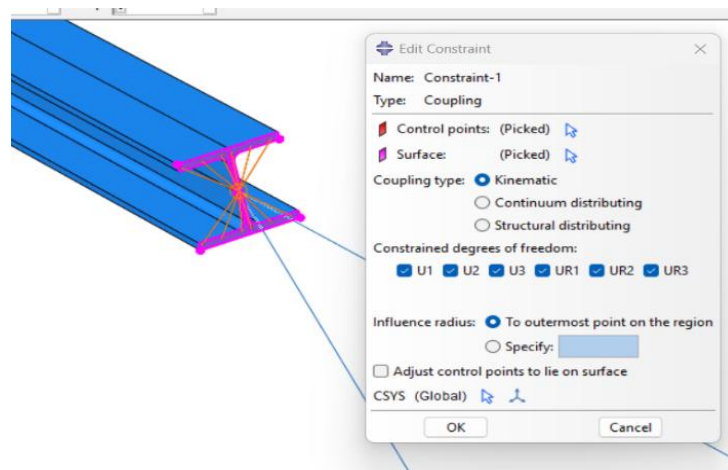 Edit Constraint
Name: Constraint-1
Type: Coupling
Control points: (Picked)
Surface: (Picked)
Coupling type: Kinematic
Continuum distributing
Structural distributing
Constrained degrees of freedom:
U1 U2 U3 UR1 UR2 UR3
Influence radius: To outermost point on the region
Specify:
Adjust control points to lie on surface
CSYS (Global)
OK Cancel